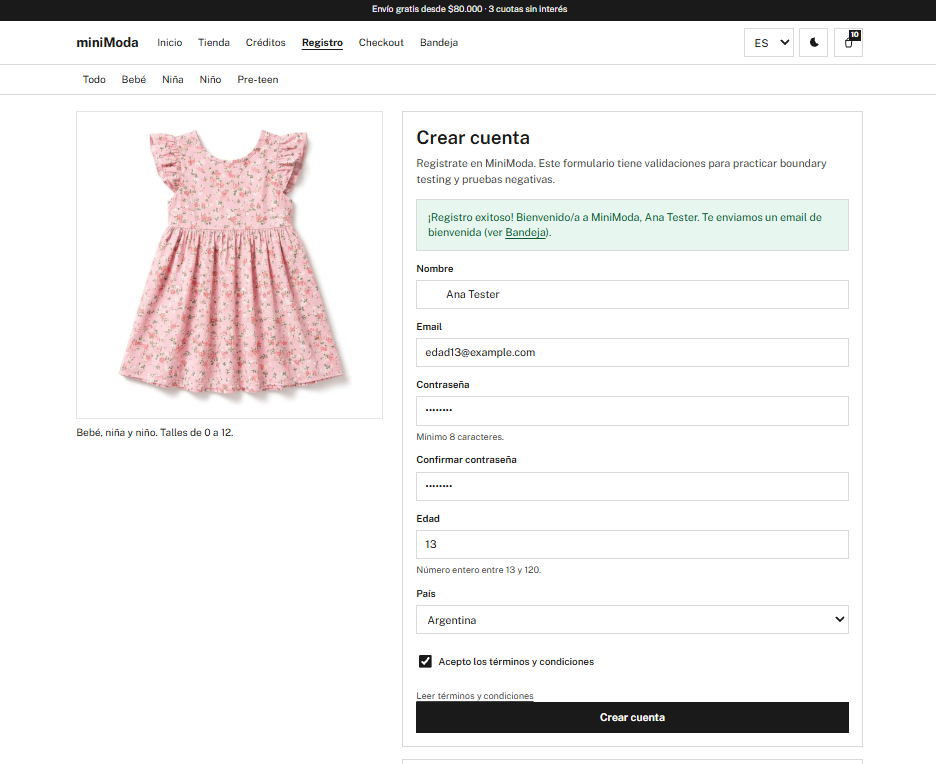 Envío gratis desde $80.000 · 3 cuotas sin interés
miniModa Inicio Tienda Créditos Registro Checkout Bandeja ES 10
Todo Bebé Niña Niño Pre-teen
Bebé, niña y niño. Talles de 0 a 12.
Crear cuenta
Registrate en MiniModa. Este formulario tiene validaciones para practicar boundary
testing y pruebas negativas.
¡Registro exitoso! Bienvenido/a a MiniModa, Ana Tester. Te enviamos un email de
bienvenida (ver Bandeja).
Nombre
Ana Tester
Email
edad13@example.com
Contraseña
••••••••
Mínimo 8 caracteres.
Confirmar contraseña
••••••••
Edad
13
Número entero entre 13 y 120.
País
Argentina
Acepto los términos y condiciones
Leer términos y condiciones
Crear cuenta